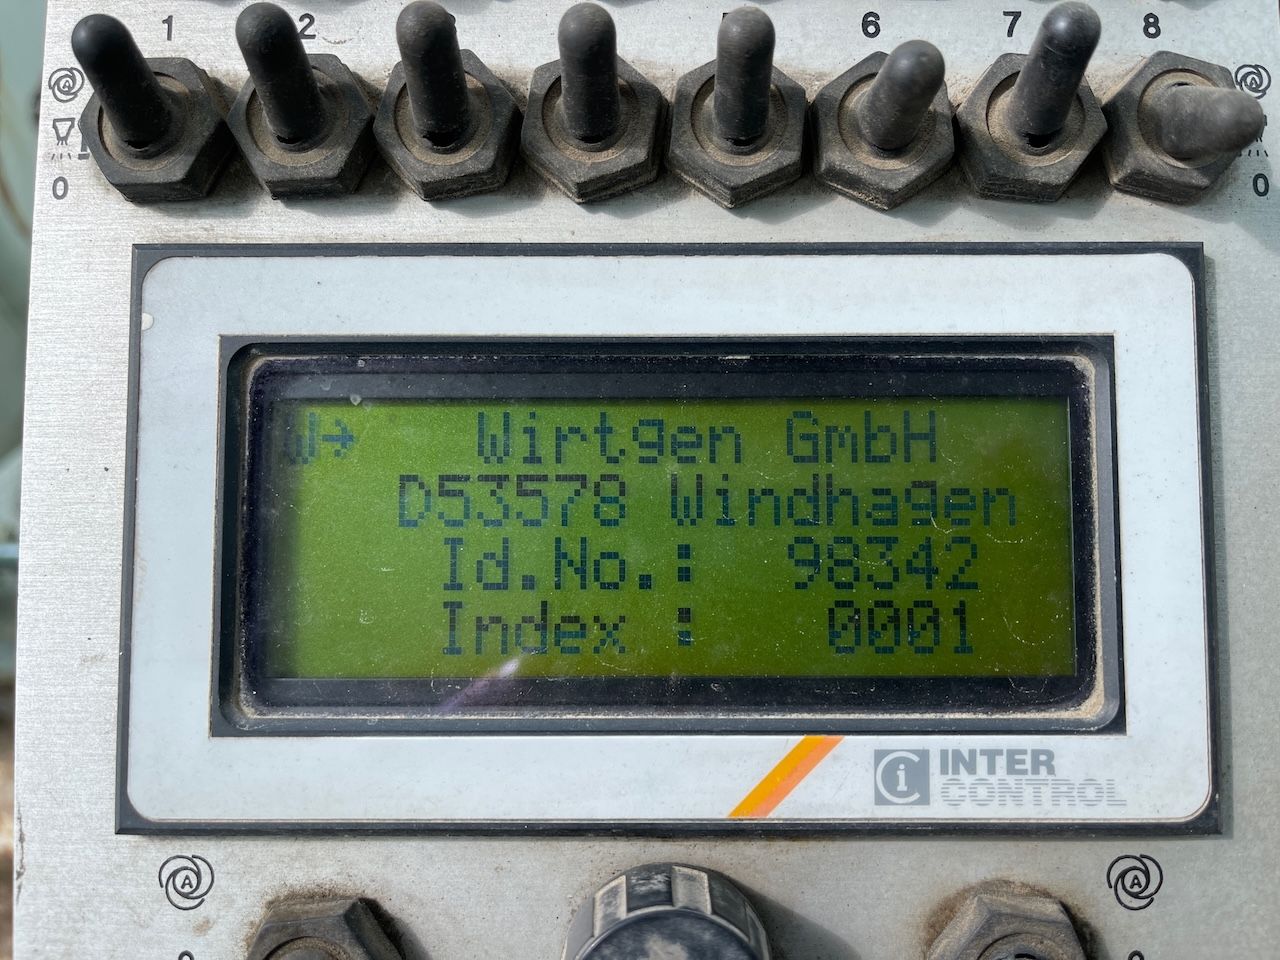 1 2 6 7 8
0 0
W→ Wirtgen GmbH
D53578 Windhagen
Id.No.: 98342
Index : 0001
INTER
CONTROL
A A